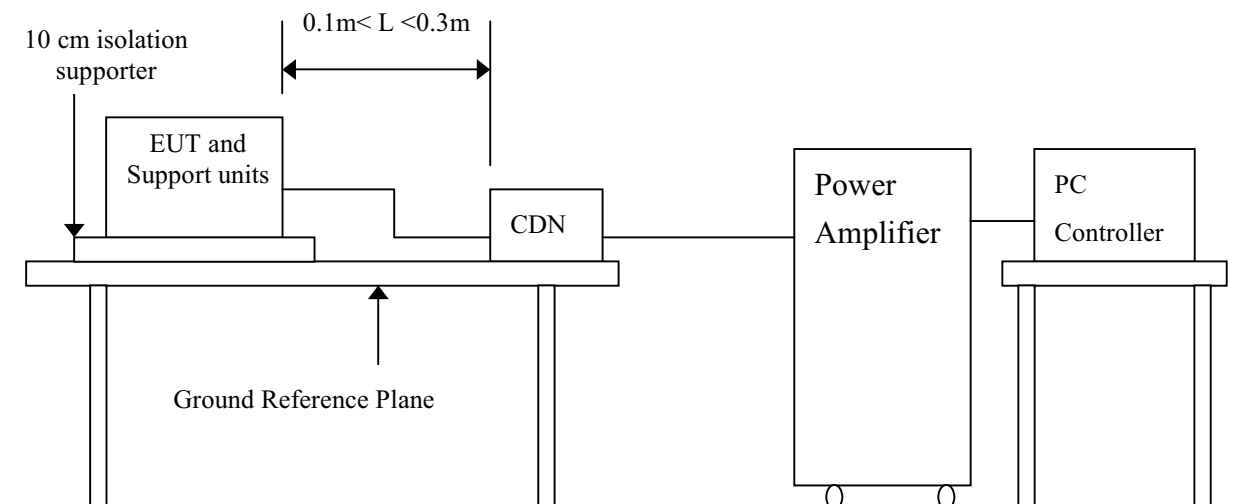 0.1m< L <0.3m
10 cm isolation
supporter
EUT and
Support units
CDN
Power
Amplifier
PC
Controller
Ground Reference Plane